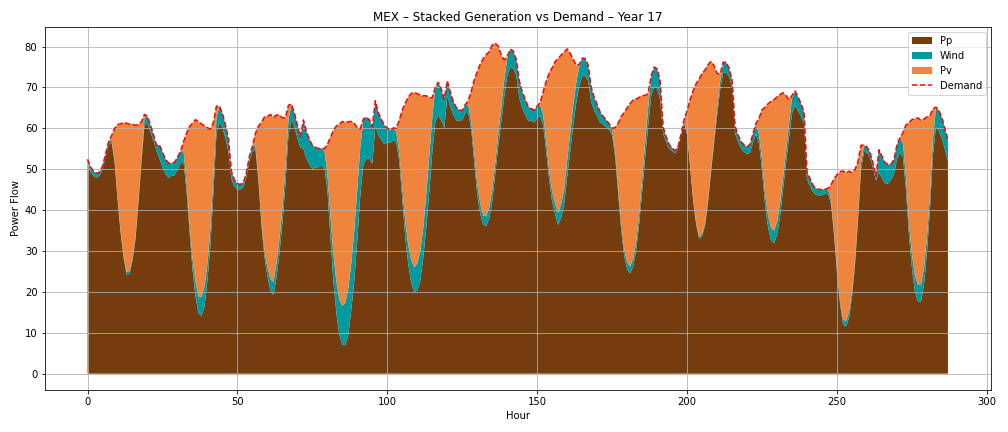 MEX – Stacked Generation vs Demand – Year 17
Pp
Wind
Pv
Demand
Power Flow
80
70
60
50
40
30
20
10
0
0 50 100 150 200 250 300
Hour